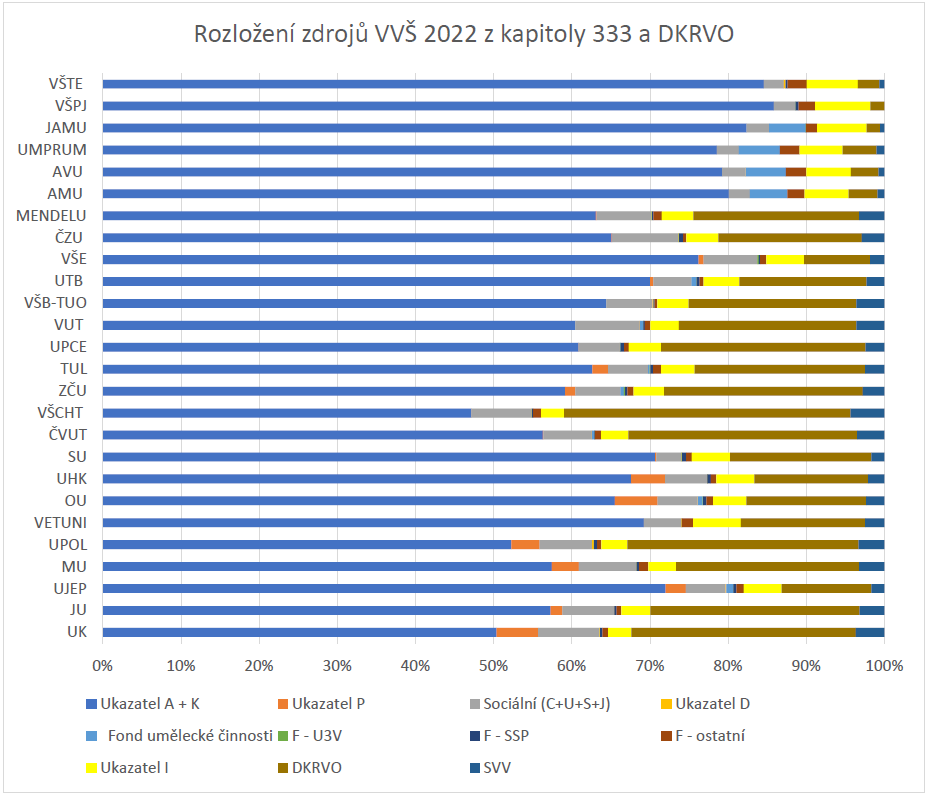 Rozložení zdrojů VVŠ 2022 z kapitoly 333 a DKRVO
VŠTE
VŠPJ
JAMU
UMPRUM
AVU
AMU
MENDELU
ČZU
VŠE
UTB
VŠB-TUO
VUT
UPCE
TUL
ZČU
VŠCHT
ČVUT
SU
UHK
OU
VETUNI
UPOL
MU
UJEP
JU
UK
0% 10% 20% 30% 40% 50% 60% 70% 80% 90% 100%
Ukazatel A + K Ukazatel P Sociální (C+U+S+J) Ukazatel D
Fond umělecké činnosti F - U3V F - SSP F - ostatní
Ukazatel I DKRVO SVV